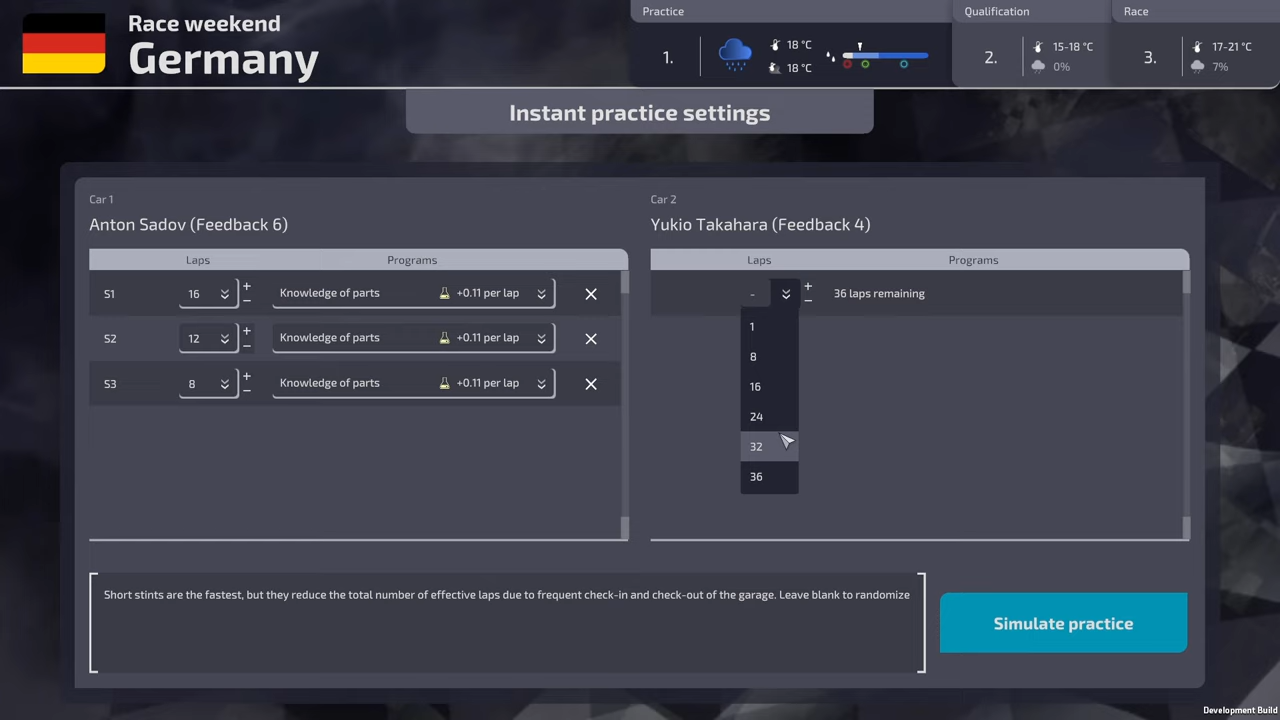 Race weekend
Germany
Practice
1.
18 °C
18 °C
Qualification
2.
15-18 °C
0%
Race
3.
17-21 °C
7%
Instant practice settings
Car 1
Anton Sadov (Feedback 6)
Laps Programs
S1 16 + - Knowledge of parts +0.11 per lap
S2 12 + - Knowledge of parts +0.11 per lap
S3 8 + - Knowledge of parts +0.11 per lap
Car 2
Yukio Takahara (Feedback 4)
Laps Programs
- + - 36 laps remaining
1
8
16
24
32
36
Short stints are the fastest, but they reduce the total number of effective laps due to frequent check-in and check-out of the garage. Leave blank to randomize
Simulate practice
Development Build